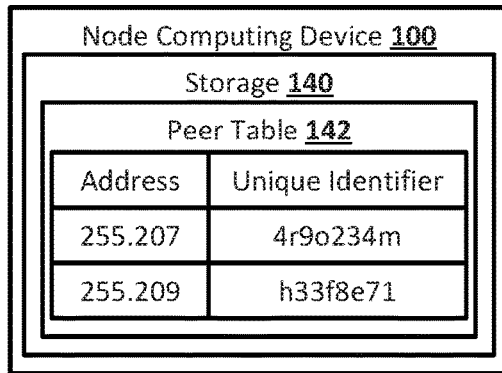 Node Computing Device 100
Storage 140
Peer Table 142
Address Unique Identifier
255.207 4r9o234m
255.209 h33f8e71